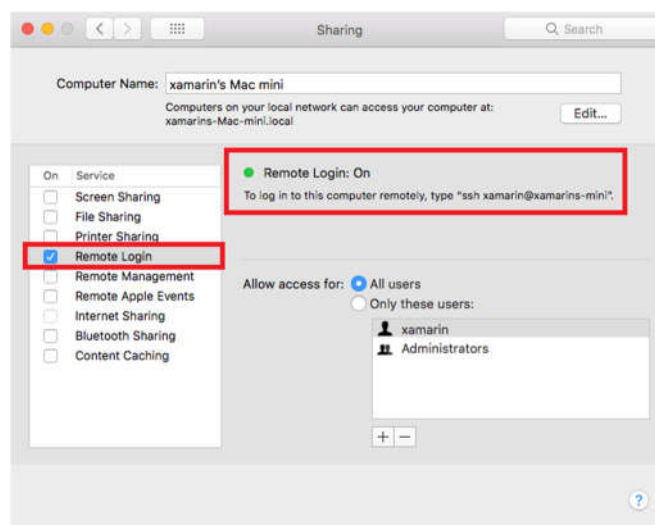 Sharing
Search
Computer Name: xamarin's Mac mini
Computers on your local network can access your computer at:
xamarins-Mac-mini.local
Edit...
On Service
Screen Sharing
File Sharing
Printer Sharing
Remote Login
Remote Management
Remote Apple Events
Internet Sharing
Bluetooth Sharing
Content Caching
Remote Login: On
To log in to this computer remotely, type "ssh xamarin@xamarins-mini".
Allow access for: All users
Only these users:
xamarin
Administrators
+ −
?